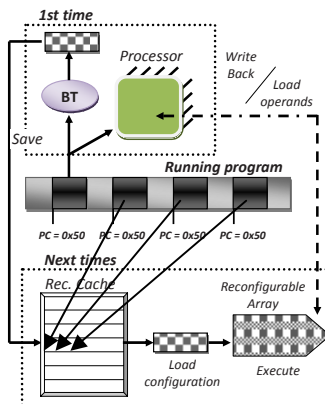 1st time
Processor
Write
Back
Load
operands
BT
Save
Running program
PC = 0x50
PC = 0x50
PC = 0x50
PC = 0x50
Next times
Rec. Cache
Reconfigurable
Array
Load
configuration
Execute